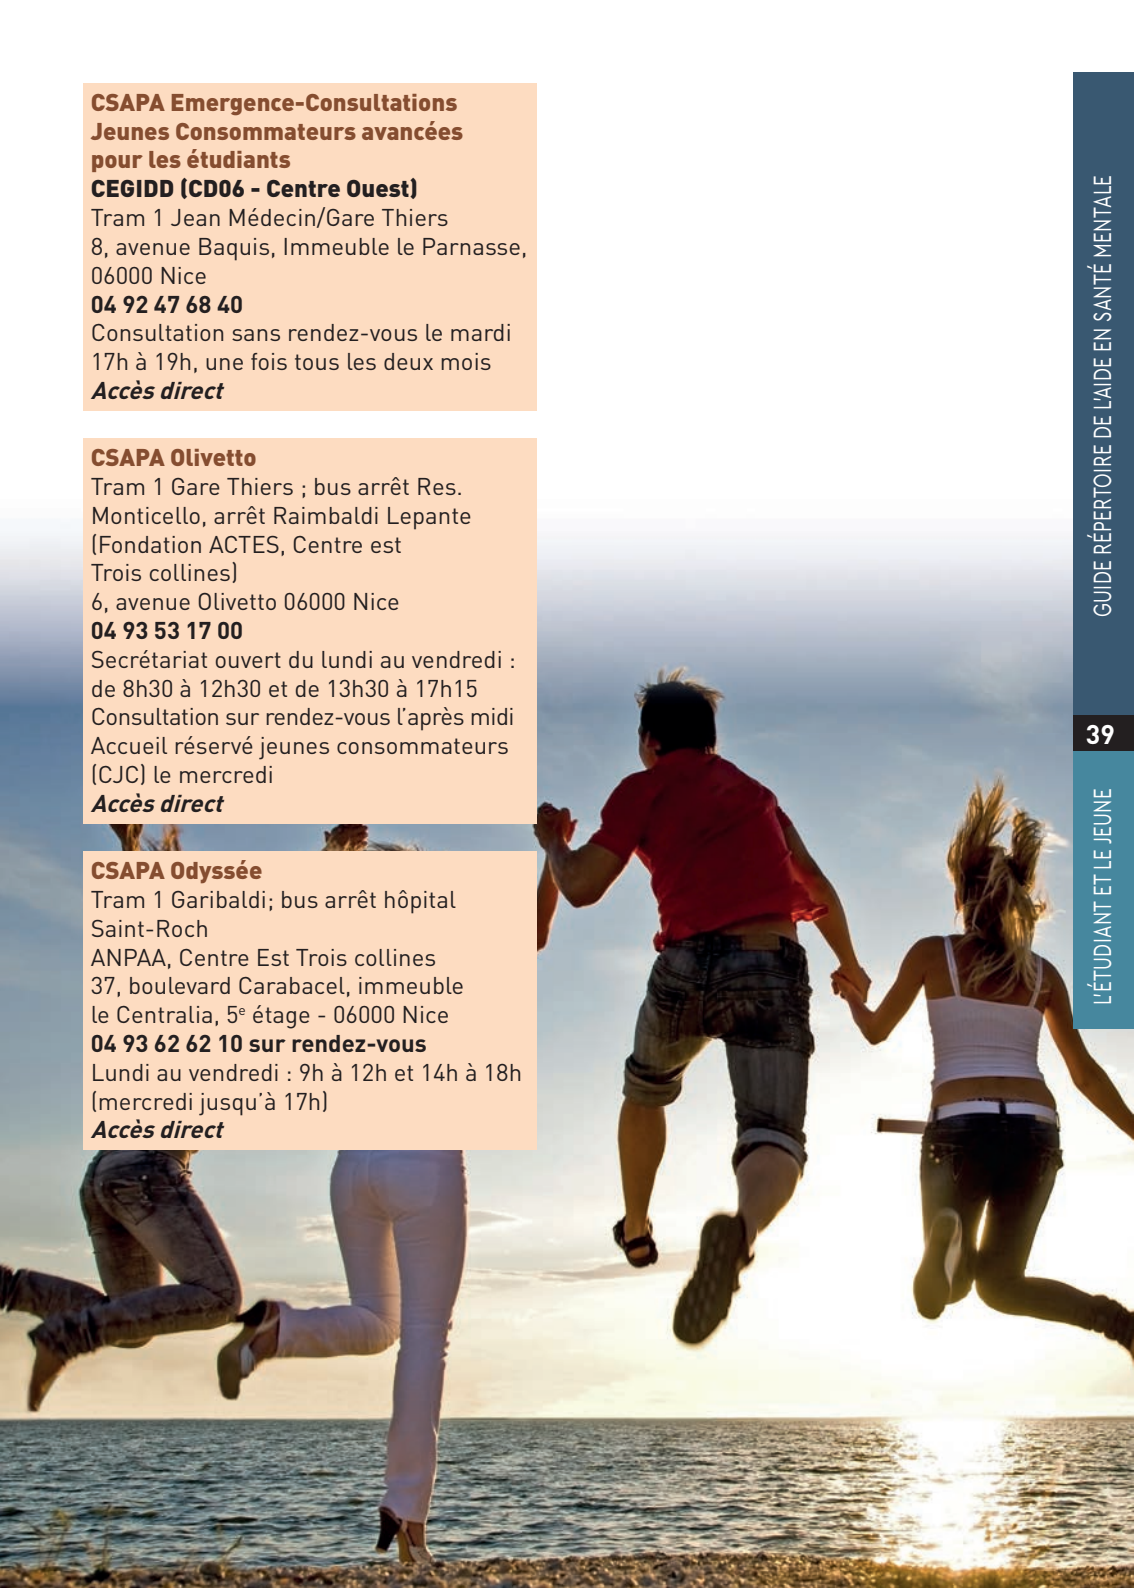 CSAPA Emergence-Consultations
Jeunes Consommateurs avancées
pour les étudiants
CEGIDD (CD06 - Centre Ouest)
Tram 1 Jean Médecin/Gare Thiers
8, avenue Baquis, Immeuble le Parnasse,
06000 Nice
04 92 47 68 40
Consultation sans rendez-vous le mardi
17h à 19h, une fois tous les deux mois
Accès direct
CSAPA Olivetto
Tram 1 Gare Thiers ; bus arrêt Res.
Monticello, arrêt Raimbaldi Lepante
(Fondation ACTES, Centre est
Trois collines)
6, avenue Olivetto 06000 Nice
04 93 53 17 00
Secrétariat ouvert du lundi au vendredi :
de 8h30 à 12h30 et de 13h30 à 17h15
Consultation sur rendez-vous l’après midi
Accueil réservé jeunes consommateurs
(CJC) le mercredi
Accès direct
CSAPA Odyssée
Tram 1 Garibaldi; bus arrêt hôpital
Saint-Roch
ANPAA, Centre Est Trois collines
37, boulevard Carabacel, immeuble
le Centralia, 5e étage - 06000 Nice
04 93 62 62 10 sur rendez-vous
Lundi au vendredi : 9h à 12h et 14h à 18h
(mercredi jusqu’à 17h)
Accès direct
GUIDE RÉPERTOIRE DE L’AIDE EN SANTÉ MENTALE
39
L’ÉTUDIANT ET LE JEUNE